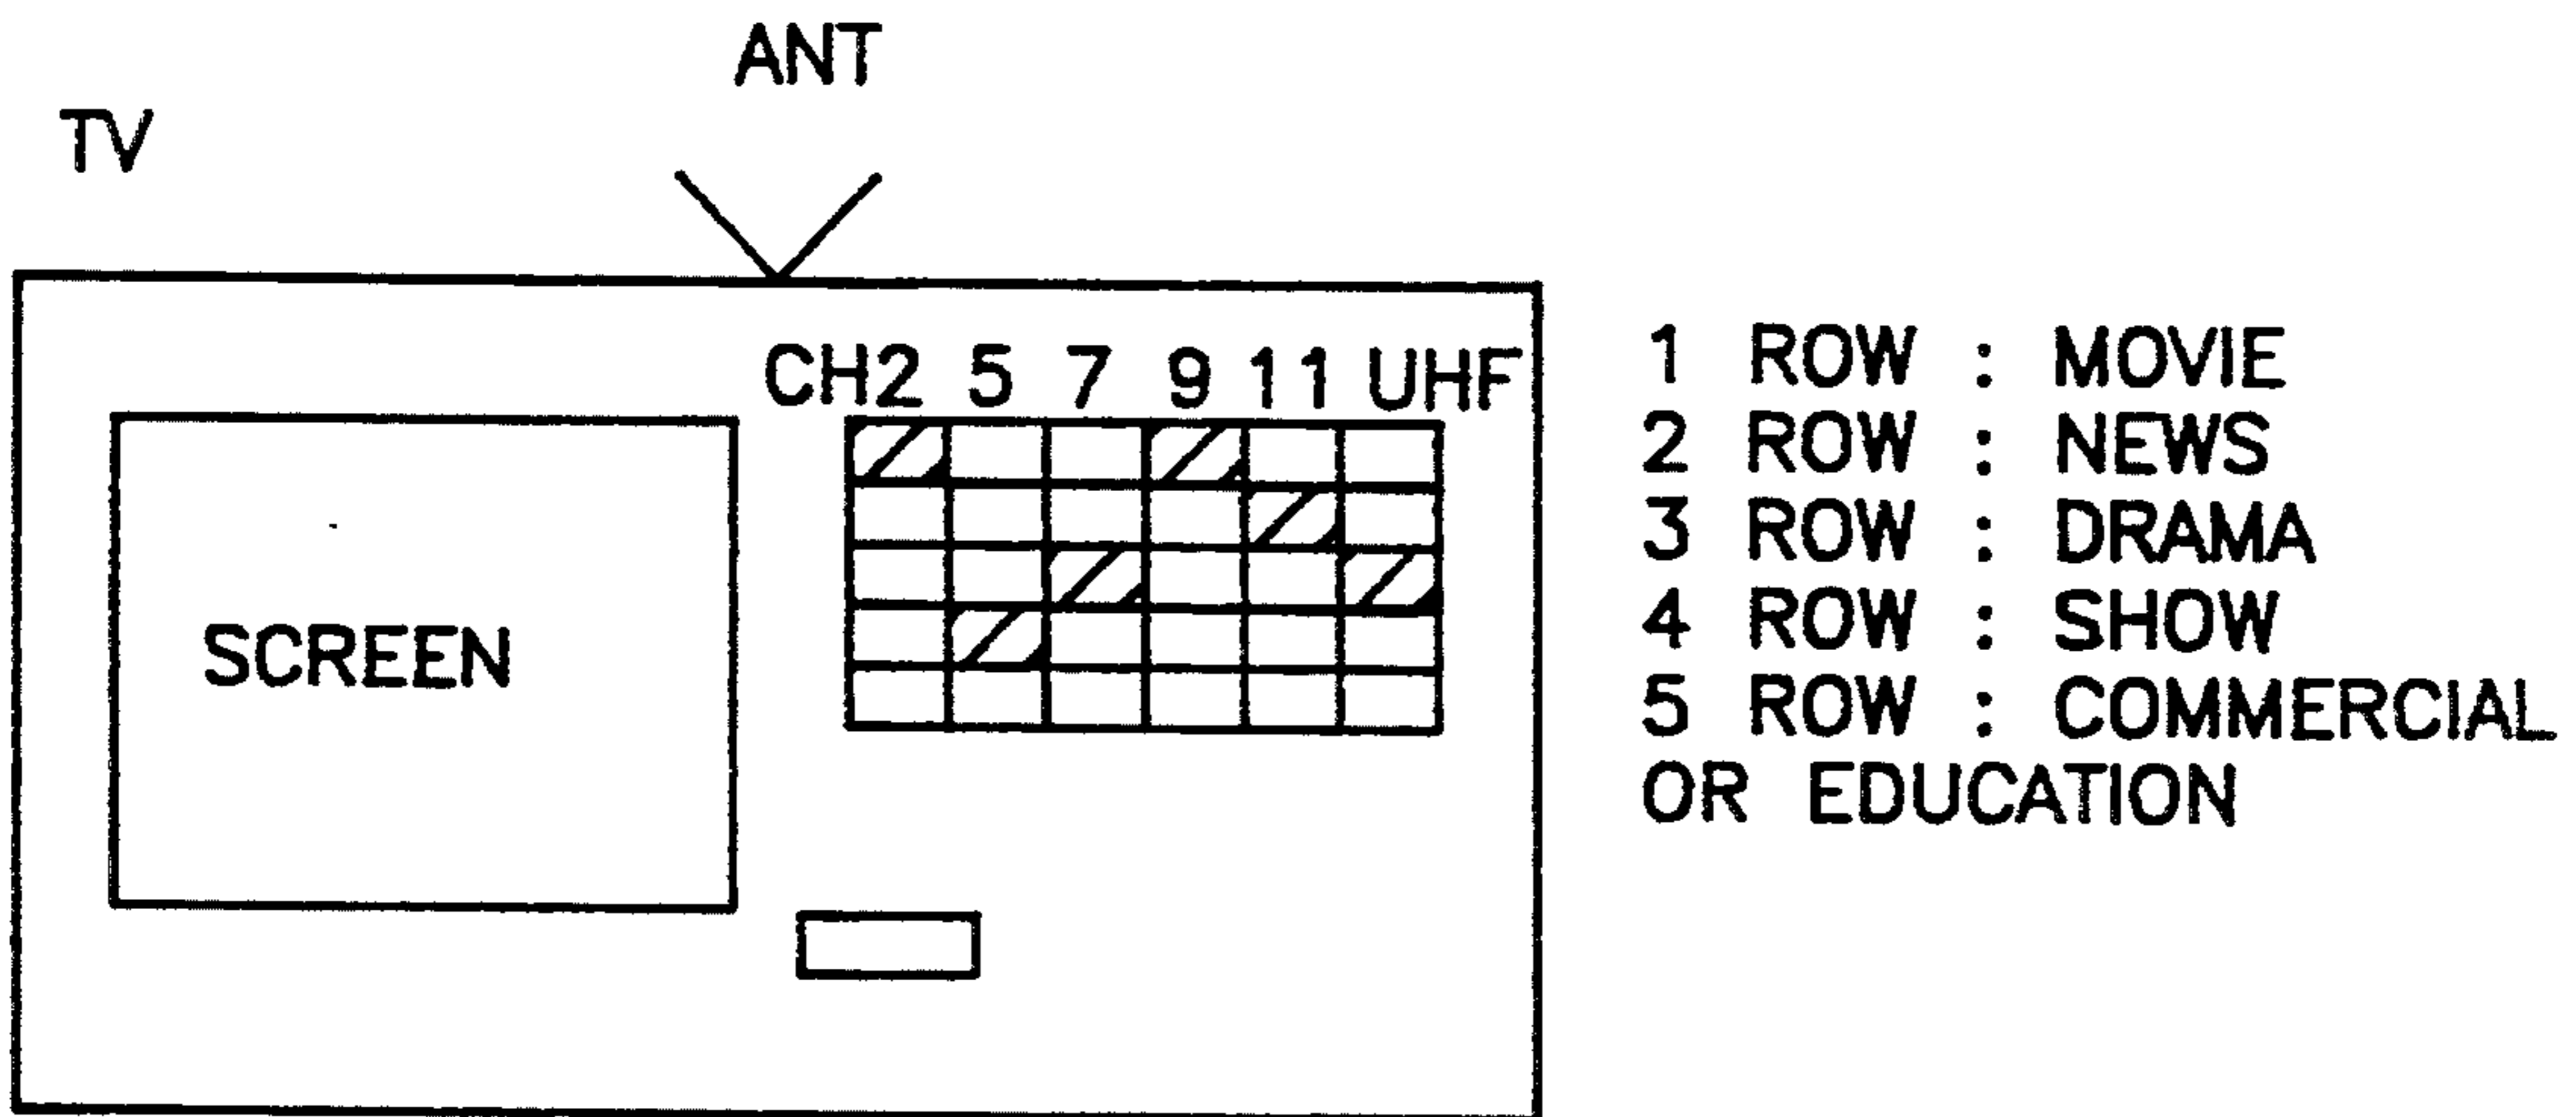 ANT
TV
CH2 5 7 9 11 UHF
SCREEN
1 ROW : MOVIE
2 ROW : NEWS
3 ROW : DRAMA
4 ROW : SHOW
5 ROW : COMMERCIAL
OR EDUCATION